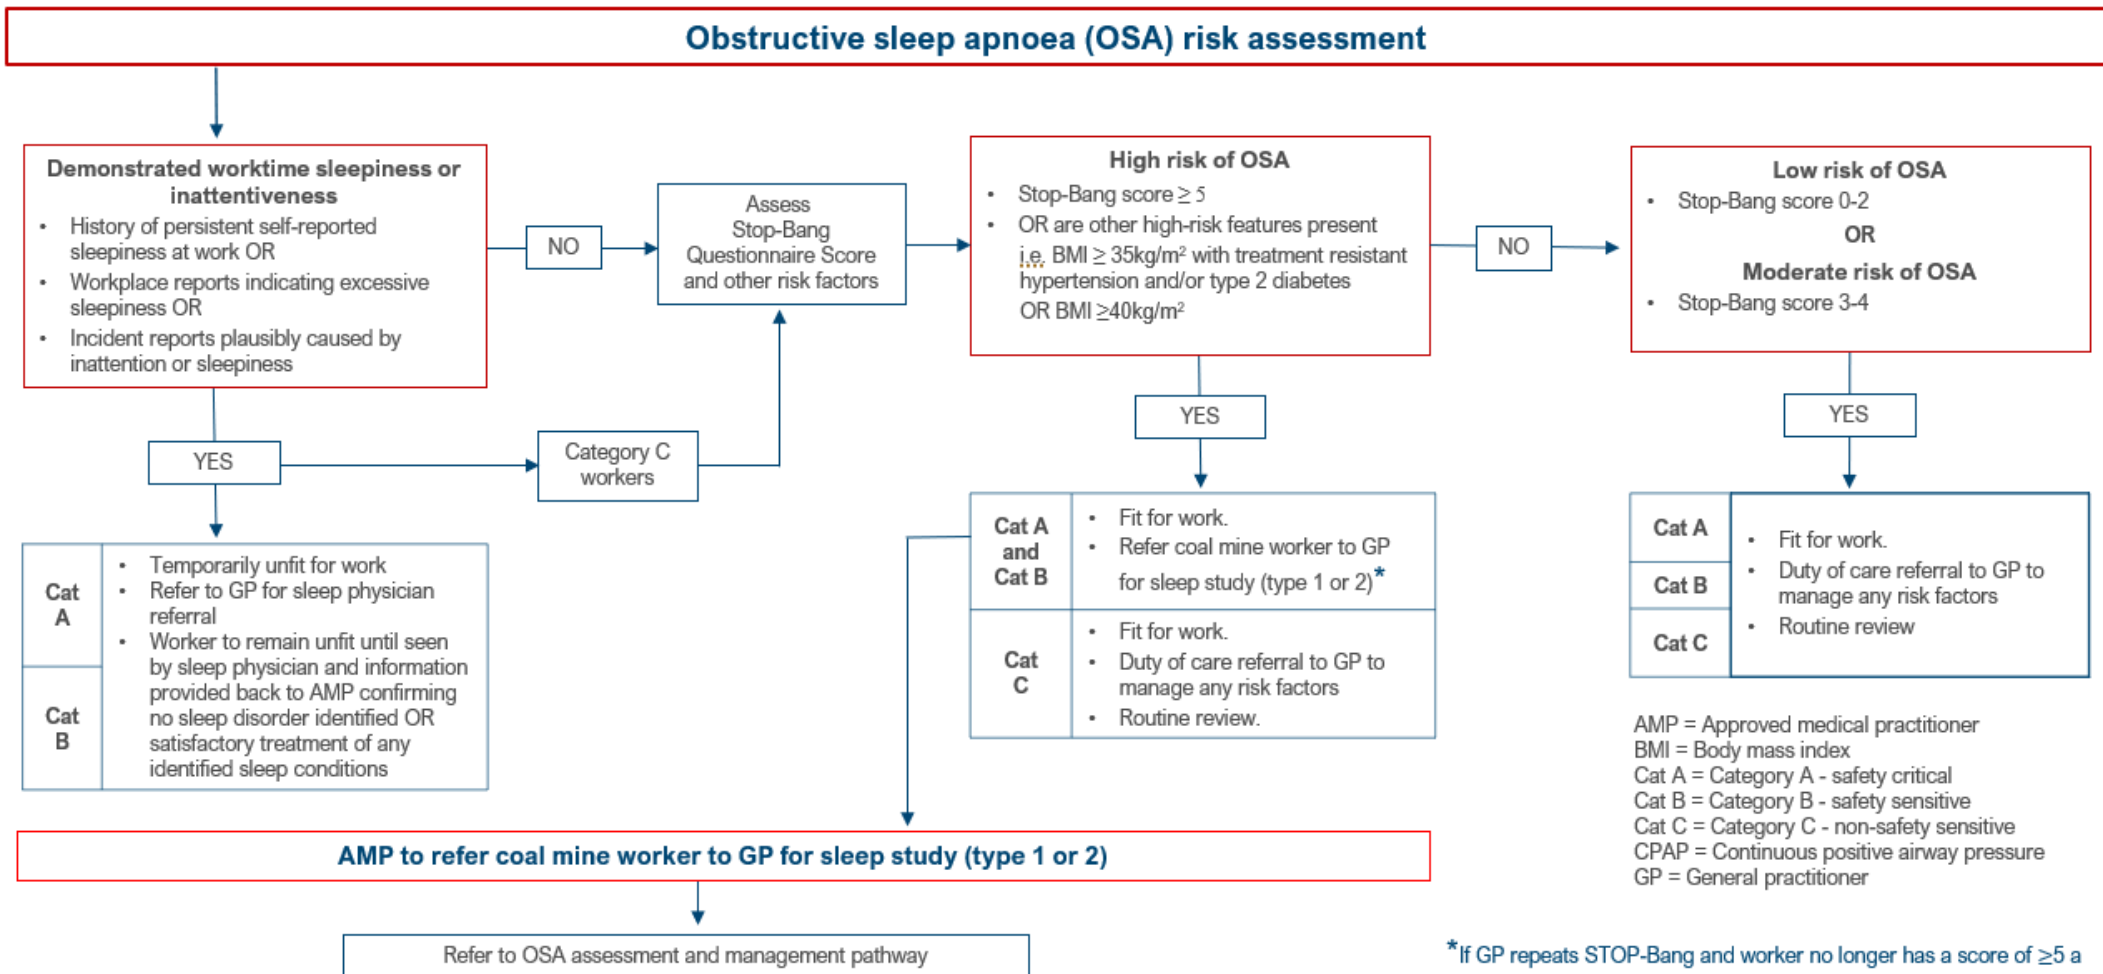 Obstructive sleep apnoea (OSA) risk assessment
Demonstrated worktime sleepiness or
inattentiveness
• History of persistent self-reported
sleepiness at work OR
• Workplace reports indicating excessive
sleepiness OR
• Incident reports plausibly caused by
inattention or sleepiness
NO
Assess
Stop-Bang
Questionnaire Score
and other risk factors
High risk of OSA
• Stop-Bang score ≥ 5
• OR are other high-risk features present
i.e. BMI ≥ 35kg/m² with treatment resistant
hypertension and/or type 2 diabetes
OR BMI ≥40kg/m²
NO
Low risk of OSA
• Stop-Bang score 0-2
OR
Moderate risk of OSA
• Stop-Bang score 3-4
YES
Category C
workers
YES
YES
Cat
A
Cat
B
• Temporarily unfit for work
• Refer to GP for sleep physician
referral
• Worker to remain unfit until seen
by sleep physician and information
provided back to AMP confirming
no sleep disorder identified OR
satisfactory treatment of any
identified sleep conditions
Cat A
and
Cat B
• Fit for work.
• Refer coal mine worker to GP
for sleep study (type 1 or 2)*
Cat
C
• Fit for work.
• Duty of care referral to GP to
manage any risk factors
• Routine review.
Cat A
Cat B
Cat C
• Fit for work.
• Duty of care referral to GP to
manage any risk factors
• Routine review
AMP = Approved medical practitioner
BMI = Body mass index
Cat A = Category A - safety critical
Cat B = Category B - safety sensitive
Cat C = Category C - non-safety sensitive
CPAP = Continuous positive airway pressure
GP = General practitioner
AMP to refer coal mine worker to GP for sleep study (type 1 or 2)
Refer to OSA assessment and management pathway
*If GP repeats STOP-Bang and worker no longer has a score of ≥5 a